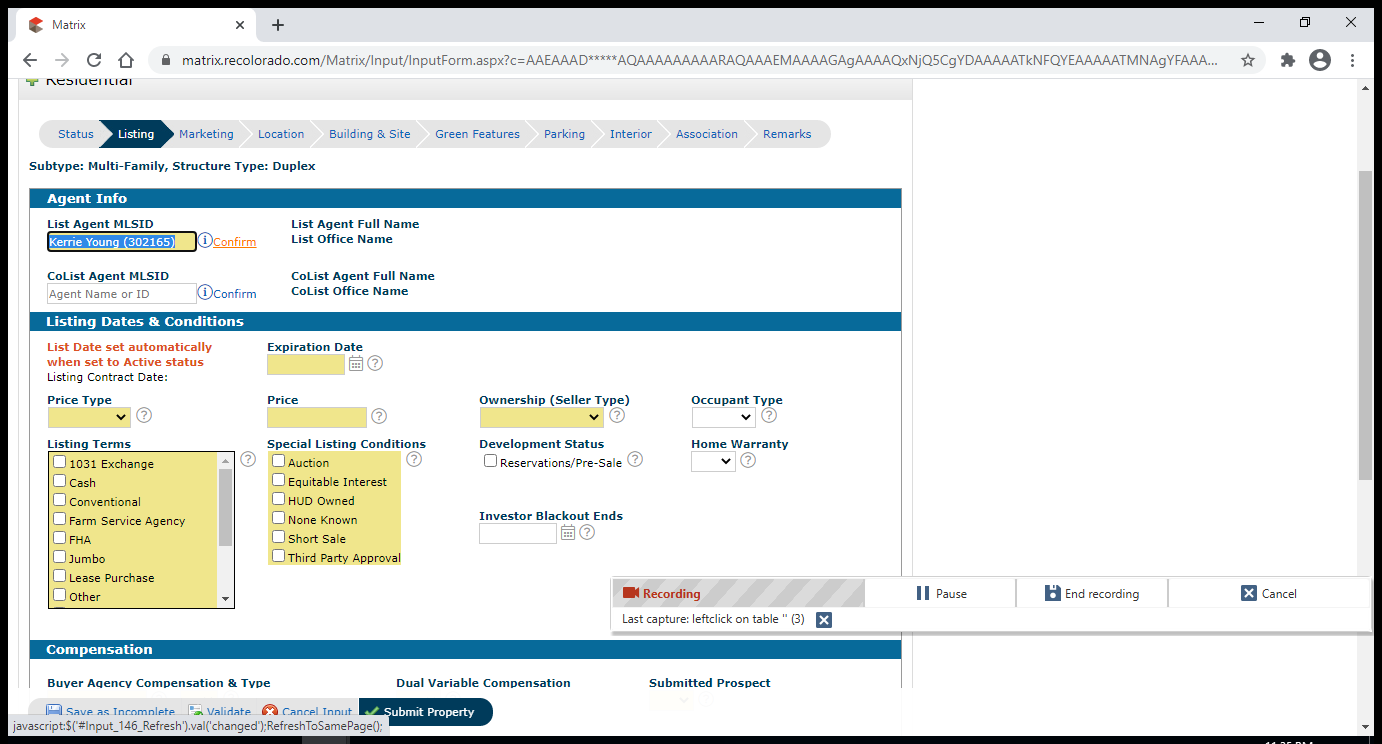 Matrix
matrix.recolorado.com/Matrix/Input/InputForm.aspx?c=AAEAAAD*****AQAAAAAAAAARAQAAAEMAAAAGAgAAAAQxNjQ5CgYDAAAAATkNFQYEAAAAATMNAgYFAAA...
Residential
Status Listing Marketing Location Building & Site Green Features Parking Interior Association Remarks
Subtype: Multi-Family, Structure Type: Duplex
Agent Info
List Agent MLSID List Agent Full Name
Kerrie Young (302165) Confirm List Office Name
CoList Agent MLSID CoList Agent Full Name
Agent Name or ID Confirm CoList Office Name
Listing Dates & Conditions
List Date set automatically Expiration Date
when set to Active status
Listing Contract Date:
Price Type Price Ownership (Seller Type) Occupant Type
Listing Terms Special Listing Conditions Development Status Home Warranty
1031 Exchange Auction Reservations/Pre-Sale
Cash Equitable Interest
Conventional HUD Owned
Farm Service Agency None Known Investor Blackout Ends
FHA Short Sale
Jumbo Third Party Approval
Lease Purchase
Other
Recording Pause End recording Cancel
Last capture: leftclick on table '' (3)
Compensation
Buyer Agency Compensation & Type Dual Variable Compensation Submitted Prospect
Save as Incomplete Validate Cancel Input Submit Property
javascript:$('#Input_146_Refresh').val('changed');RefreshToSamePage();